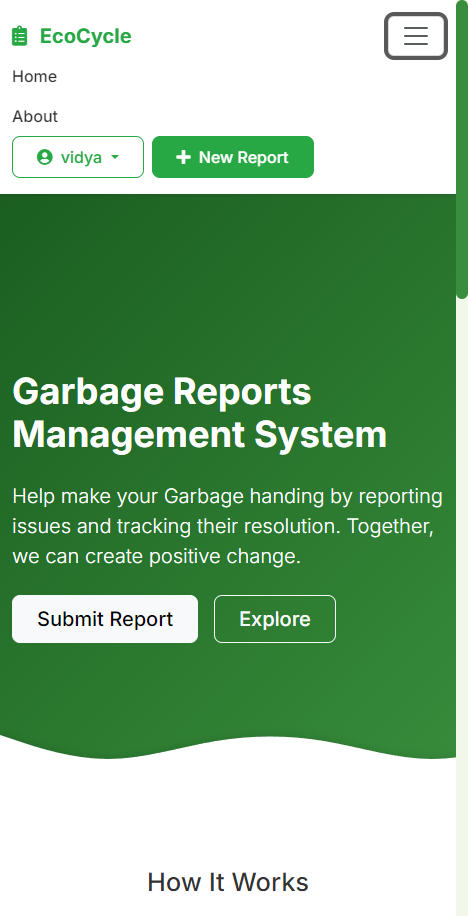 EcoCycle
Home
About
vidya
New Report
Garbage Reports
Management System
Help make your Garbage handing by reporting
issues and tracking their resolution. Together,
we can create positive change.
Submit Report
Explore
How It Works